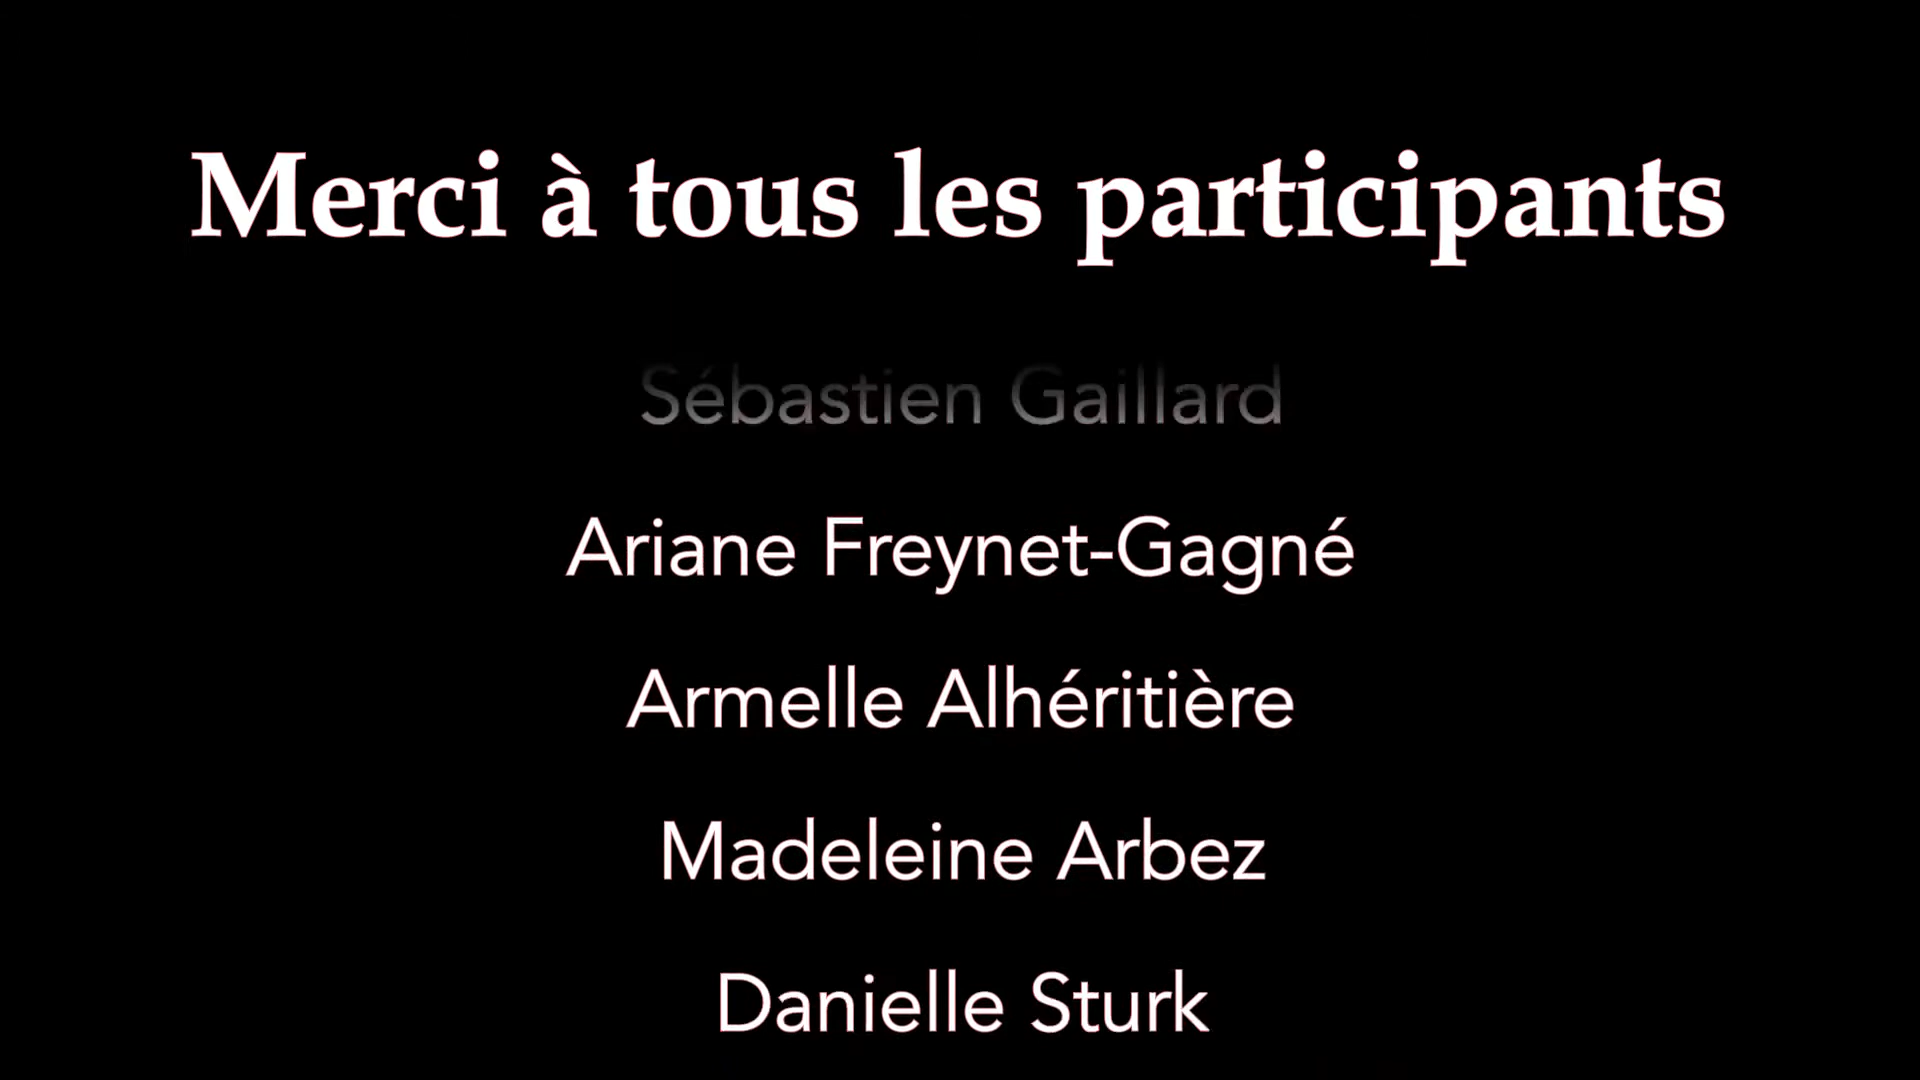 Merci à tous les participants
Sébastien Gaillard
Ariane Freynet-Gagné
Armelle Alhéritière
Madeleine Arbez
Danielle Sturk